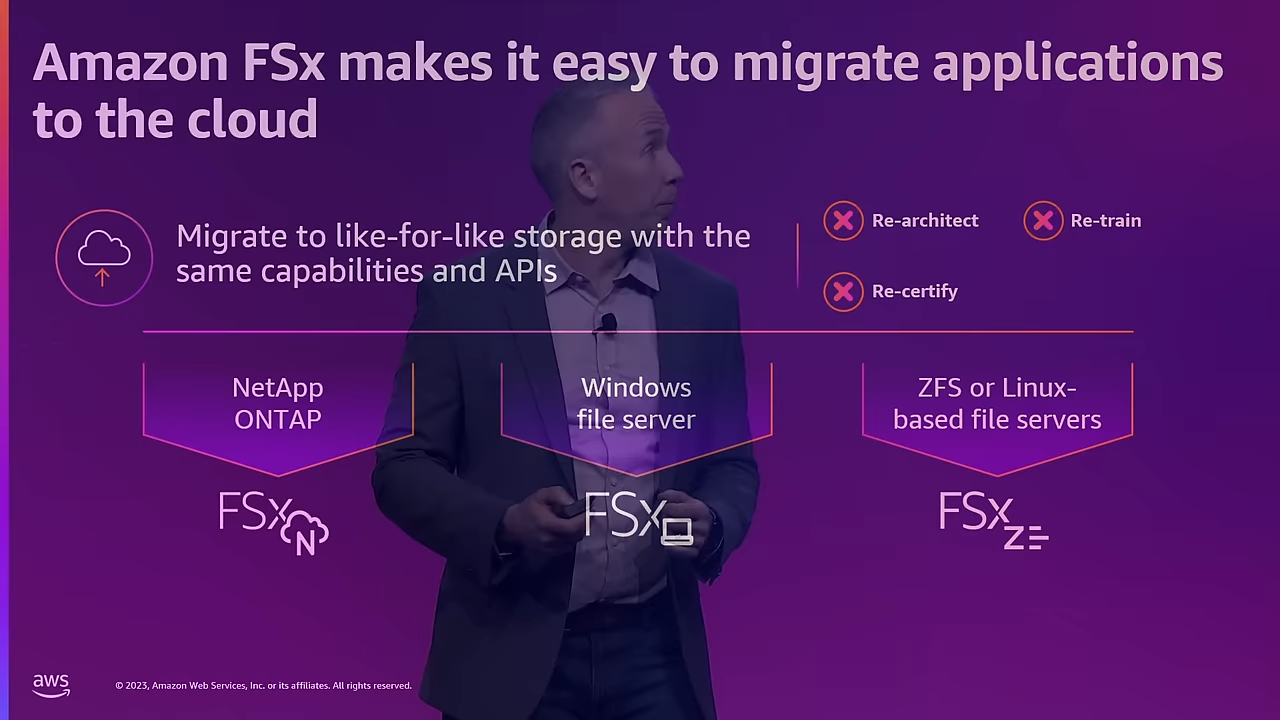 Amazon FSx makes it easy to migrate applications
to the cloud
Migrate to like-for-like storage with the
same capabilities and APIs
Re-architect
Re-train
Re-certify
NetApp
ONTAP
Windows
file server
ZFS or Linux-
based file servers
FSx
N
FSx
FSx
Z
aws
© 2023, Amazon Web Services, Inc. or its affiliates. All rights reserved.